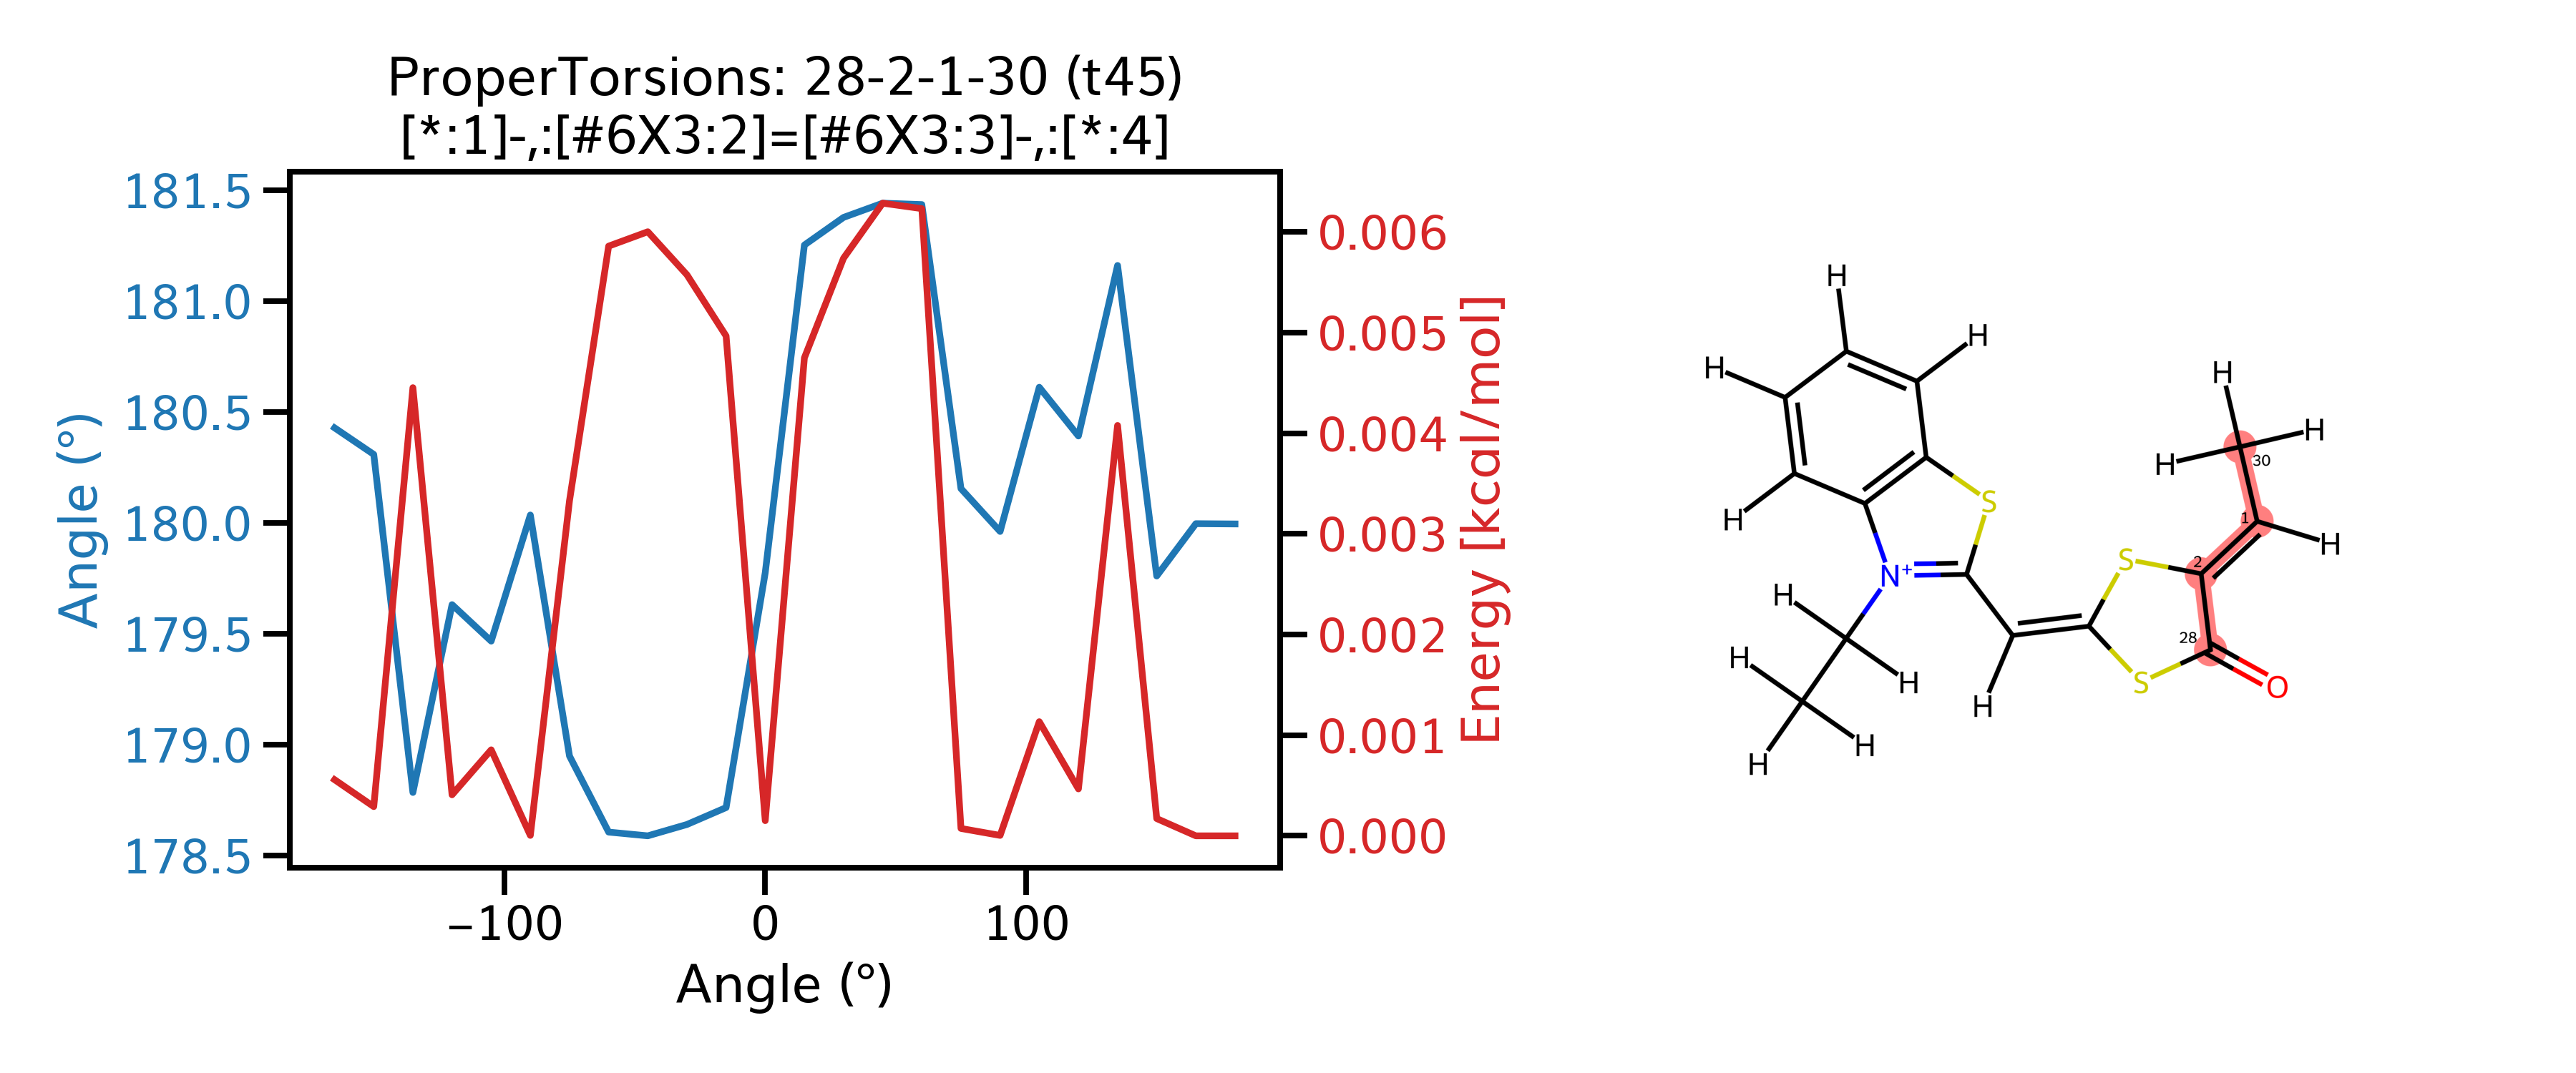 ProperTorsions: 28-2-1-30 (t45)
[*:1]-,:[#6X3:2]=[#6X3:3]-,:[*:4]
181.5
181.0
180.5
180.0
179.5
179.0
178.5
Angle (°)
0.006
0.005
0.004
0.003
0.002
0.001
0.000
Energy [kcal/mol]
−100
0
100
Angle (°)
H
H
H
H
H
H
H
30
S
1
H
H
S
2
N+
H
28
H
H
S
O
H
H
H